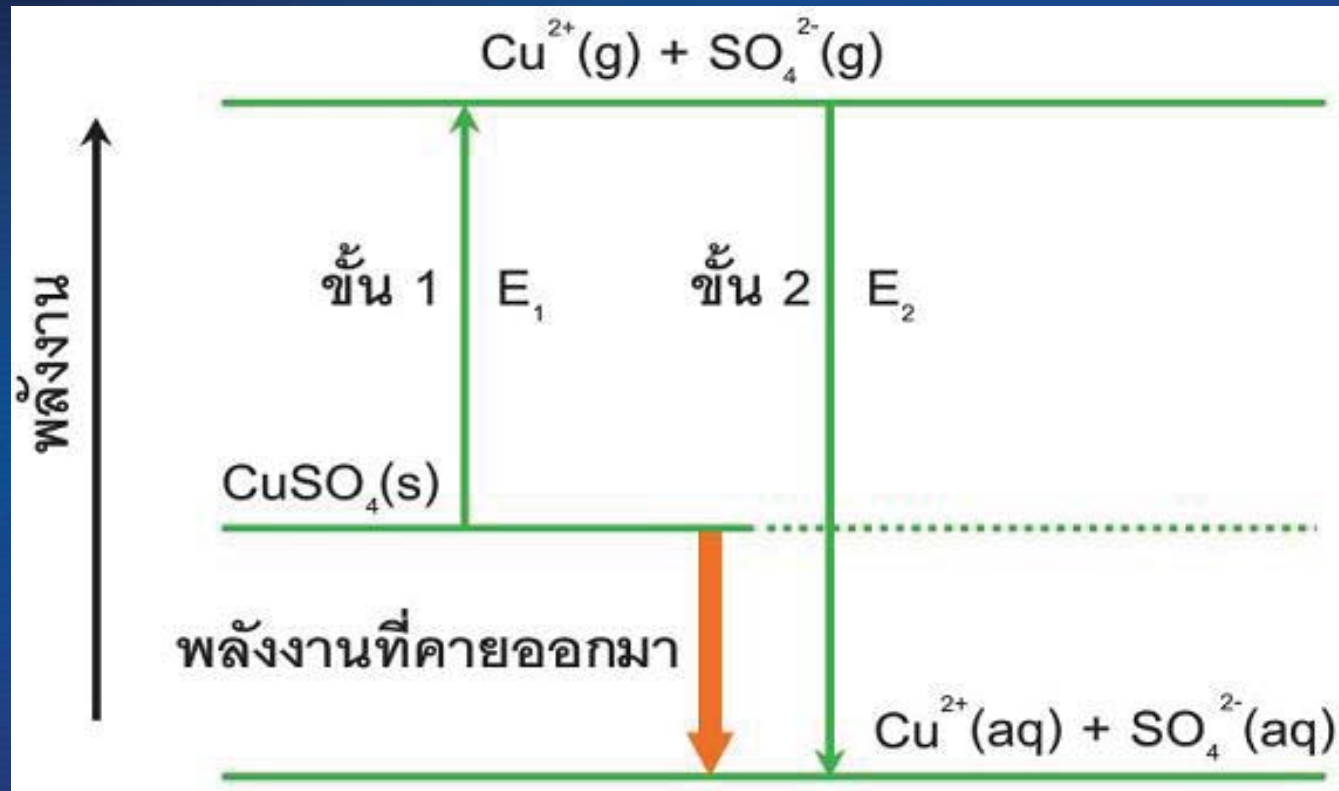 Cu²⁺(g) + SO₄²⁻(g)
พลังงาน
ขั้น 1 E₁ ขั้น 2 E₂
CuSO₄(s)
พลังงานที่คายออกมา
Cu²⁺(aq) + SO₄²⁻(aq)